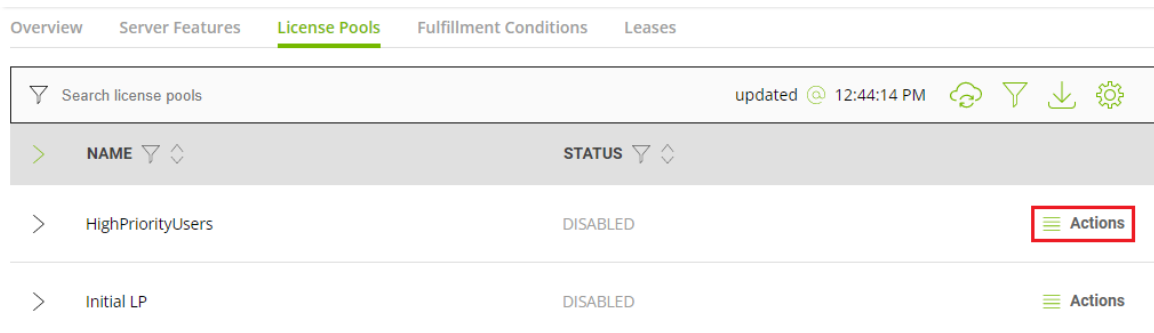 Overview Server Features License Pools Fulfillment Conditions Leases
Search license pools updated @ 12:44:14 PM
NAME STATUS
HighPriorityUsers DISABLED Actions
Initial LP DISABLED Actions